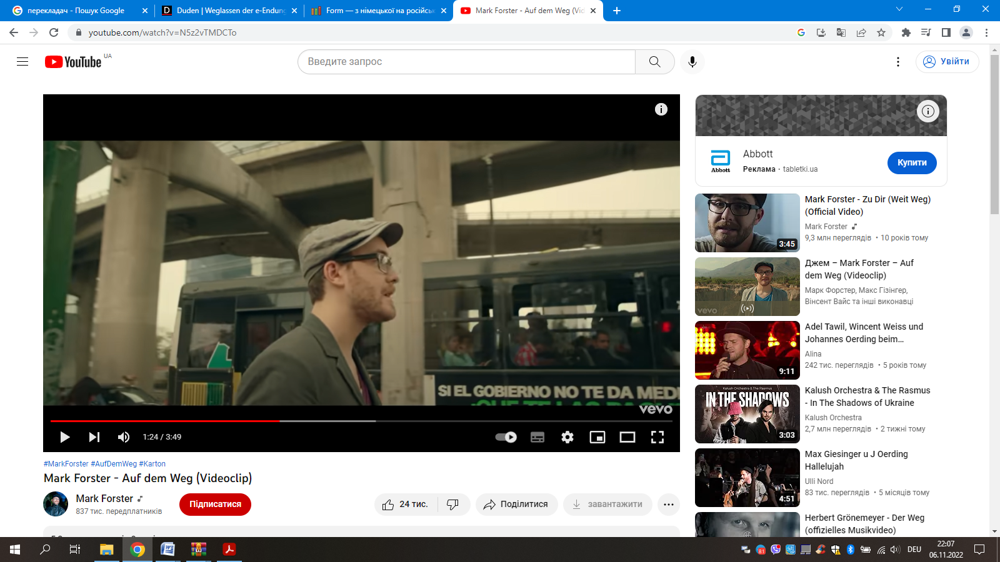 перекладач - Пошук Google
Duden | Weglassen der e-Endung
Form — з німецької на російськ
Mark Forster - Auf dem Weg (Vid
youtube.com/watch?v=N5z2vTMDCTo
YouTube UA
Введите запрос
Увійти
SI EL GOBIERNO NO TE DA MEDI
vevo
1:24 / 3:49
#MarkForster #AufDemWeg #Karton
Mark Forster - Auf dem Weg (Videoclip)
Mark Forster
837 тис. передплатників
Підписатися
24 тис.
Поділитися
завантажити
Abbott
Abbott
Реклама · tabletki.ua
Купити
3:45
Mark Forster - Zu Dir (Weit Weg)
(Official Video)
Mark Forster
9,3 млн переглядів • 10 років тому
vevo
Джем – Mark Forster – Auf
dem Weg (Videoclip)
Марк Форстер, Макс Гізінгер,
Вінсент Вайс та інші виконавці
9:11
Adel Tawil, Wincent Weiss und
Johannes Oerding beim...
Alina
242 тис. переглядів • 5 років тому
Kalush Orchestra & The Rasmus
IN THE SHADOWS
3:03
Kalush Orchestra & The Rasmus
- In The Shadows of Ukraine
Kalush Orchestra
2,7 млн переглядів • 2 тижні тому
4:51
Max Giesinger u J Oerding
Hallelujah
Ulli Nord
83 тис. переглядів • 5 місяців тому
Herbert Grönemeyer - Der Weg
(offizielles Musikvideo)
81
DEU
22:07
06.11.2022